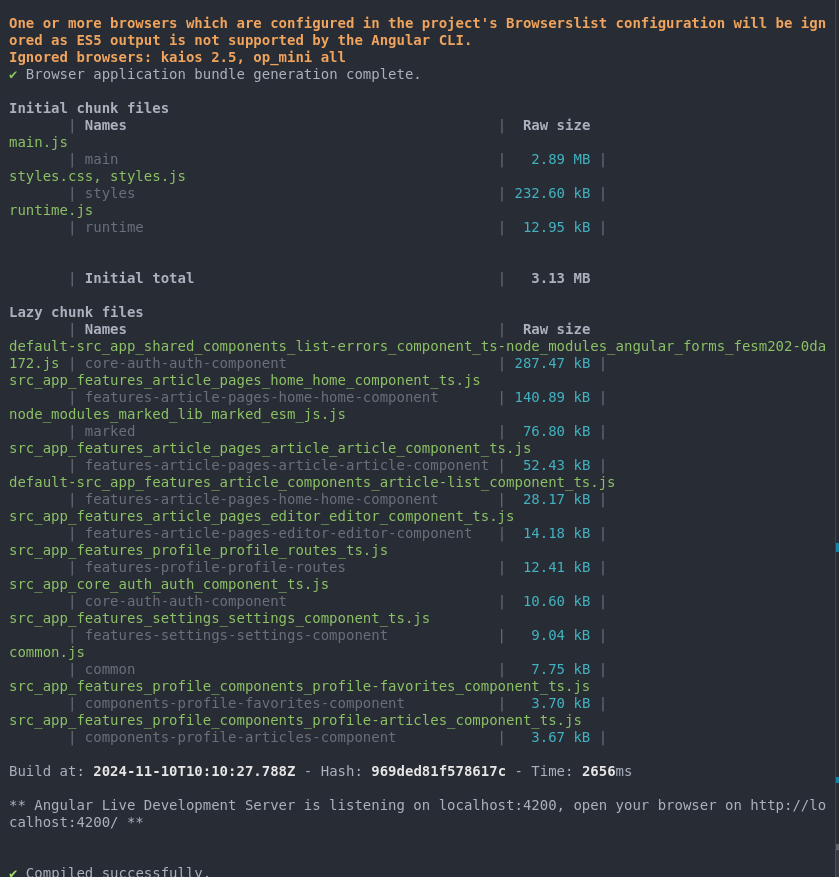 One or more browsers which are configured in the project's Browserslist configuration will be ign
ored as ES5 output is not supported by the Angular CLI.
Ignored browsers: kaios 2.5, op_mini all
✔ Browser application bundle generation complete.
Initial chunk files
| Names | Raw size
main.js
| main | 2.89 MB |
styles.css, styles.js
| styles | 232.60 kB |
runtime.js
| runtime | 12.95 kB |
| Initial total | 3.13 MB
Lazy chunk files
| Names | Raw size
default-src_app_shared_components_list-errors_component_ts-node_modules_angular_forms_fesm202-0da
172.js | core-auth-auth-component | 287.47 kB |
src_app_features_article_pages_home_home_component_ts.js
| features-article-pages-home-home-component | 140.89 kB |
node_modules_marked_lib_marked_esm_js.js
| marked | 76.80 kB |
src_app_features_article_pages_article_article_component_ts.js
| features-article-pages-article-article-component | 52.43 kB |
default-src_app_features_article_components_article-list_component_ts.js
| features-article-pages-home-home-component | 28.17 kB |
src_app_features_article_pages_editor_editor_component_ts.js
| features-article-pages-editor-editor-component | 14.18 kB |
src_app_features_profile_profile_routes_ts.js
| features-profile-profile-routes | 12.41 kB |
src_app_core_auth_auth_component_ts.js
| core-auth-auth-component | 10.60 kB |
src_app_features_settings_settings_component_ts.js
| features-settings-settings-component | 9.04 kB |
common.js
| common | 7.75 kB |
src_app_features_profile_components_profile-favorites_component_ts.js
| components-profile-favorites-component | 3.70 kB |
src_app_features_profile_components_profile-articles_component_ts.js
| components-profile-articles-component | 3.67 kB |
Build at: 2024-11-10T10:10:27.788Z - Hash: 969ded81f578617c - Time: 2656ms
** Angular Live Development Server is listening on localhost:4200, open your browser on http://lo
calhost:4200/ **
✔ Compiled successfully.